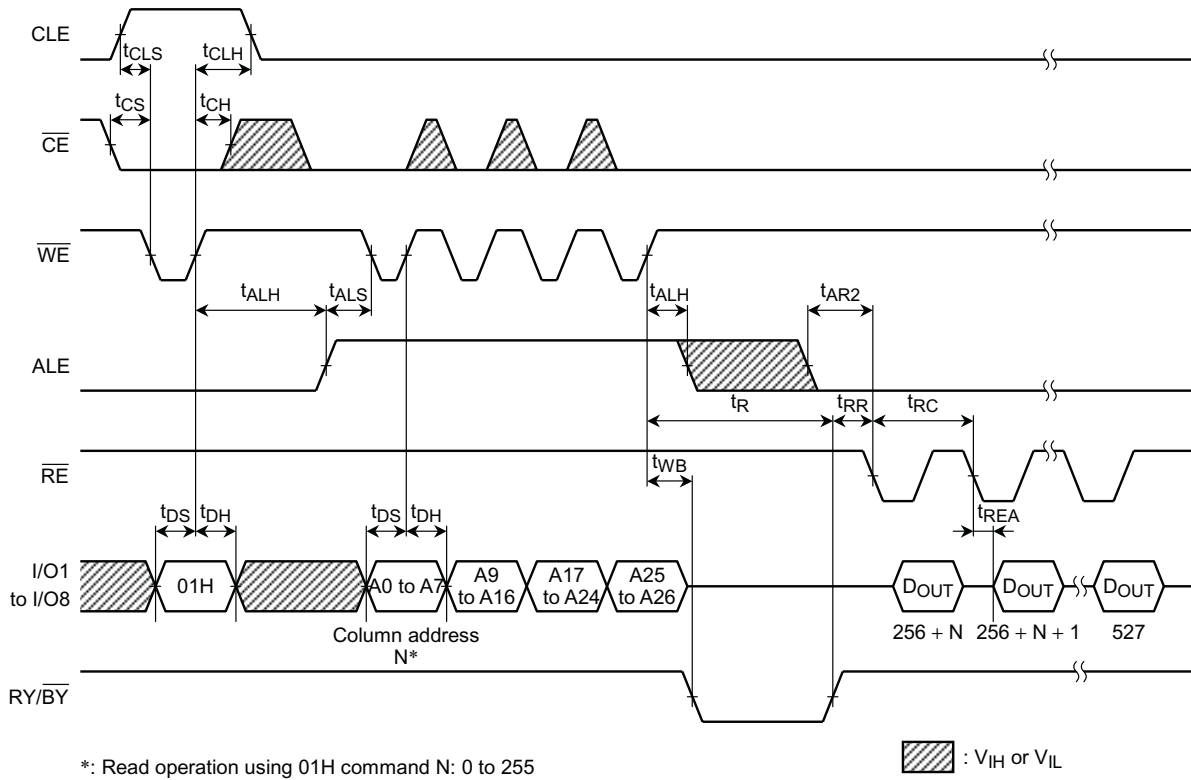 CLE
tCLS
tCLH
tCS
tCH
CE
WE
tALH
tALS
tALH
tAR2
ALE
tR
tRR
tRC
RE
tWB
tDS
tDH
tDS
tDH
tREA
I/O1
to I/O8
01H
A0 to A7
A9
to A16
A17
to A24
A25
to A26
DOUT
DOUT
DOUT
Column address
N*
256 + N
256 + N + 1
527
RY/BY
*: Read operation using 01H command N: 0 to 255
: VIH or VIL